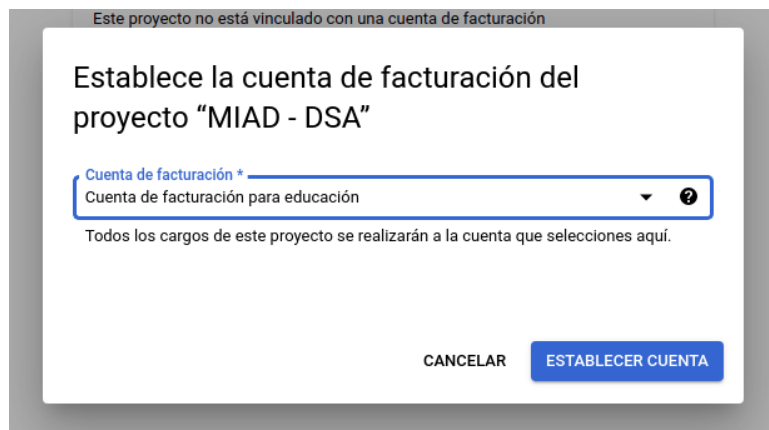 Este proyecto no está vinculado con una cuenta de facturación
Establece la cuenta de facturación del
proyecto “MIAD - DSA”
Cuenta de facturación *
Cuenta de facturación para educación
Todos los cargos de este proyecto se realizarán a la cuenta que selecciones aquí.
CANCELAR
ESTABLECER CUENTA